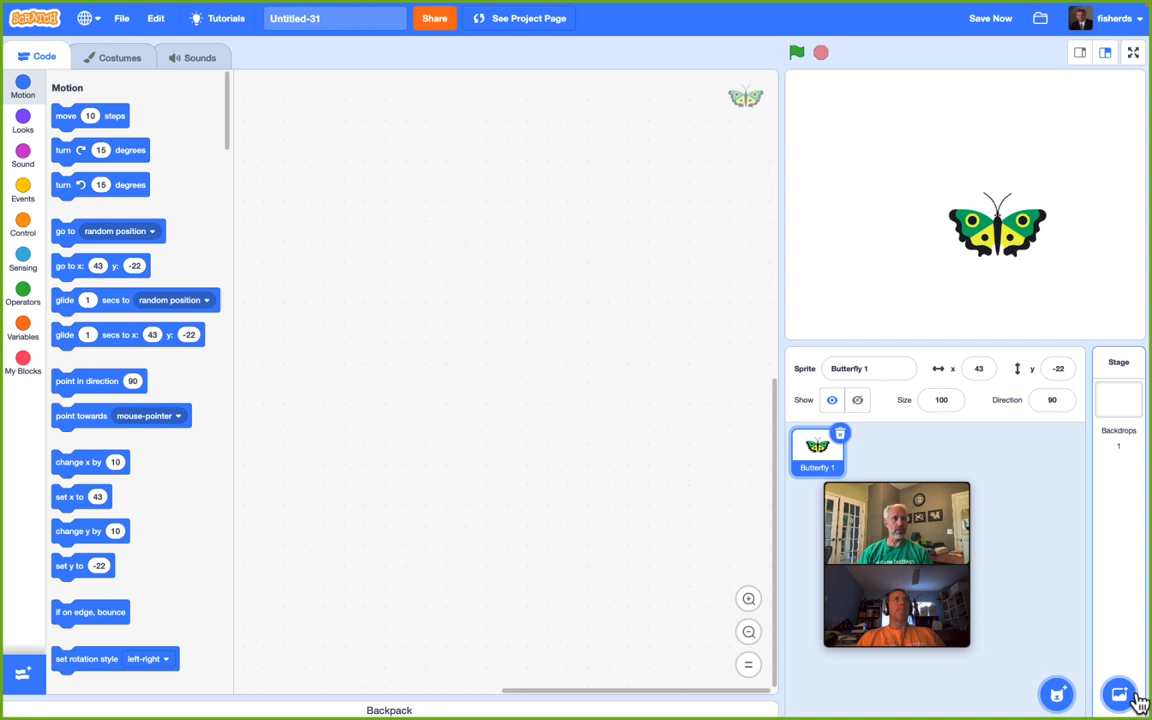 SCRATCH File Edit Tutorials Untitled-31 Share See Project Page Save Now fisherds
Code Costumes Sounds
Motion
Looks
Sound
Events
Control
Sensing
Operators
Variables
My Blocks
Motion
move 10 steps
turn 15 degrees
turn 15 degrees
go to random position
go to x: 43 y: -22
glide 1 secs to random position
glide 1 secs to x: 43 y: -22
point in direction 90
point towards mouse-pointer
change x by 10
set x to 43
change y by 10
set y to -22
if on edge, bounce
set rotation style left-right
Backpack
Sprite Butterfly 1 x 43 y -22
Show Size 100 Direction 90
Butterfly 1
Stage
Backdrops
1